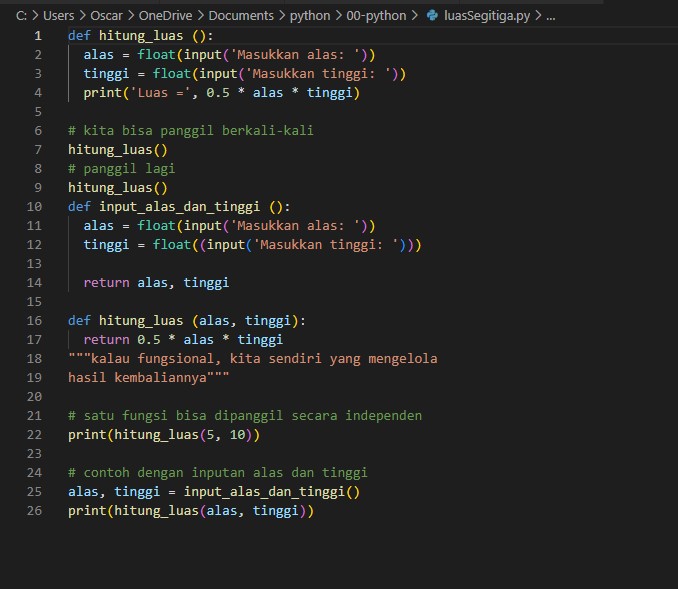 C: > Users > Oscar > OneDrive > Documents > python > 00-python > luasSegitiga.py > ...
1 def hitung_luas ():
2   alas = float(input('Masukkan alas: '))
3   tinggi = float(input('Masukkan tinggi: '))
4   print('Luas =', 0.5 * alas * tinggi)
5
6 # kita bisa panggil berkali-kali
7 hitung_luas()
8 # panggil lagi
9 hitung_luas()
10 def input_alas_dan_tinggi ():
11   alas = float(input('Masukkan alas: '))
12   tinggi = float((input('Masukkan tinggi: ')))
13
14   return alas, tinggi
15
16 def hitung_luas (alas, tinggi):
17   return 0.5 * alas * tinggi
18 """kalau fungsional, kita sendiri yang mengelola
19 hasil kembaliannya"""
20
21 # satu fungsi bisa dipanggil secara independen
22 print(hitung_luas(5, 10))
23
24 # contoh dengan inputan alas dan tinggi
25 alas, tinggi = input_alas_dan_tinggi()
26 print(hitung_luas(alas, tinggi))